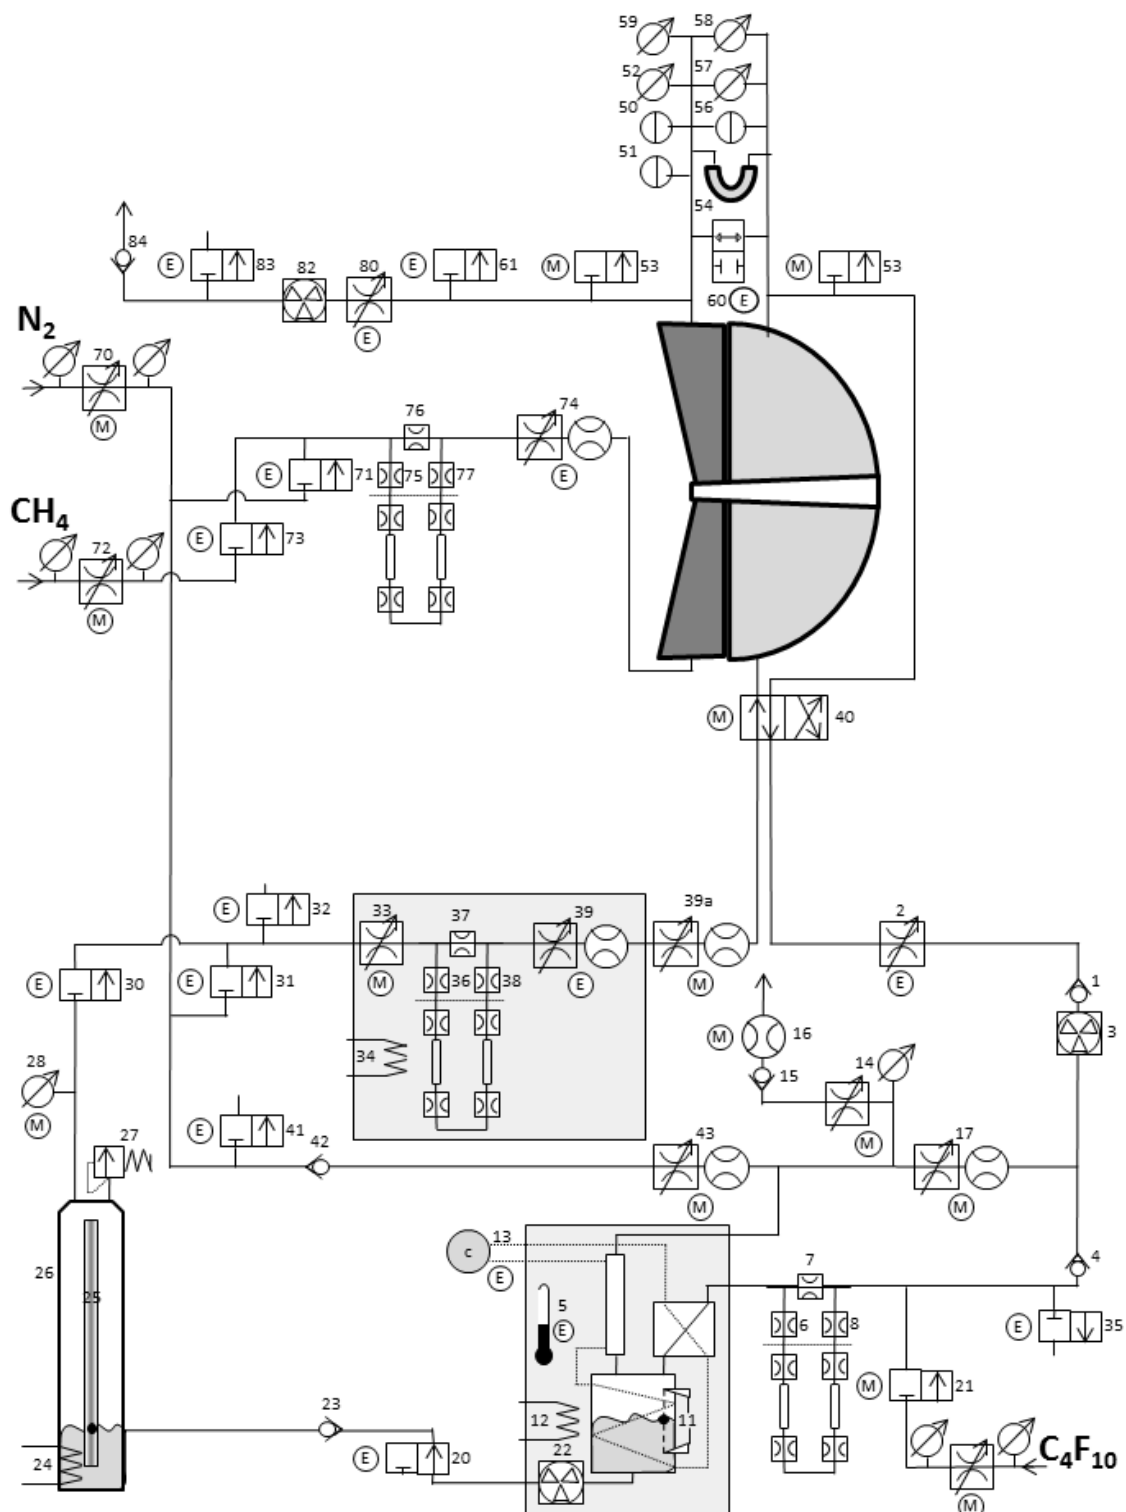 59 58
52 57
50 56
51
54
84
E 83 82 80 E 61 M 53 M 53
60 E
E
N2
70
M
76 74
E 71 75 77 E
CH4
72 E 73
M
M 40
E 32 33 37 39 39a 2
E 30 E 31 M 36 38 E M E 1
28 34 M 16 3
M 15 14
E 41 M
27 42 43 17
M M
26 25 c 13 E 7 4
5 E 6 8 E 35
M 21
23 12 11
24 E 20 22
C4F10
M